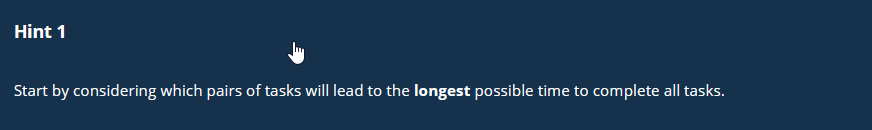 Hint 1
Start by considering which pairs of tasks will lead to the longest possible time to complete all tasks.